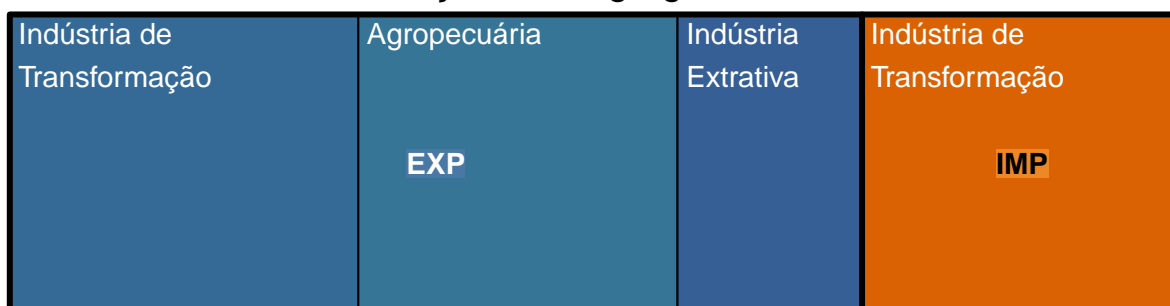 Indústria de
Transformação
Agropecuária
Indústria
Extrativa
Indústria de
Transformação
EXP
IMP